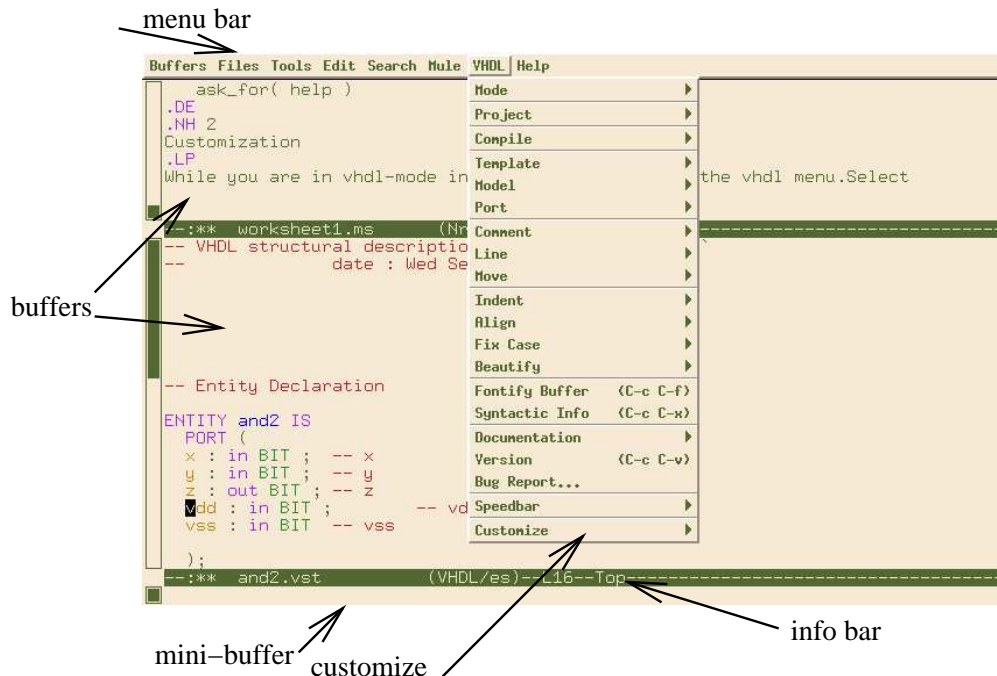 menu bar
Buffers Files Tools Edit Search Mule VHDL Help
ask_for( help )
.DE
.NH 2
Customization
.LP
While you are in vhdl-mode in the vhdl menu.Select
--:** worksheet1.ms (Nr
-- VHDL structural descriptio
-- date : Wed Se
-- Entity Declaration
ENTITY and2 IS
PORT (
x : in BIT ; -- x
y : in BIT ; -- y
z : out BIT ; -- z
vdd : in BIT ; -- vd
vss : in BIT -- vss
);
--:** and2.vst (VHDL/es)--L16--Top
Mode
Project
Compile
Template
Model
Port
Comment
Line
Move
Indent
Align
Fix Case
Beautify
Fontify Buffer (C-c C-f)
Syntactic Info (C-c C-x)
Documentation
Version (C-c C-v)
Bug Report...
Speedbar
Customize
buffers
info bar
mini−buffer
customize